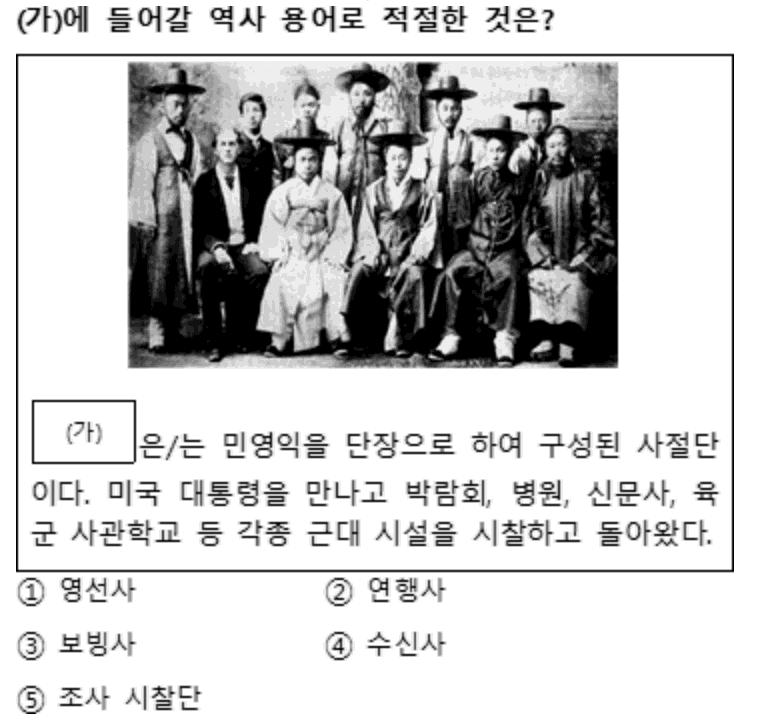 (가)에 들어갈 역사 용어로 적절한 것은?
(가) 은/는 민영익을 단장으로 하여 구성된 사절단
이다. 미국 대통령을 만나고 박람회, 병원, 신문사, 육
군 사관학교 등 각종 근대 시설을 시찰하고 돌아왔다.
① 영선사 ② 연행사
③ 보빙사 ④ 수신사
⑤ 조사 시찰단